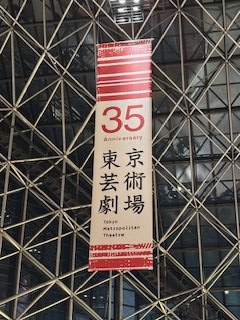 35
Anniversary
東京
芸術
劇場
Tokyo
Metropolitan
Theatre